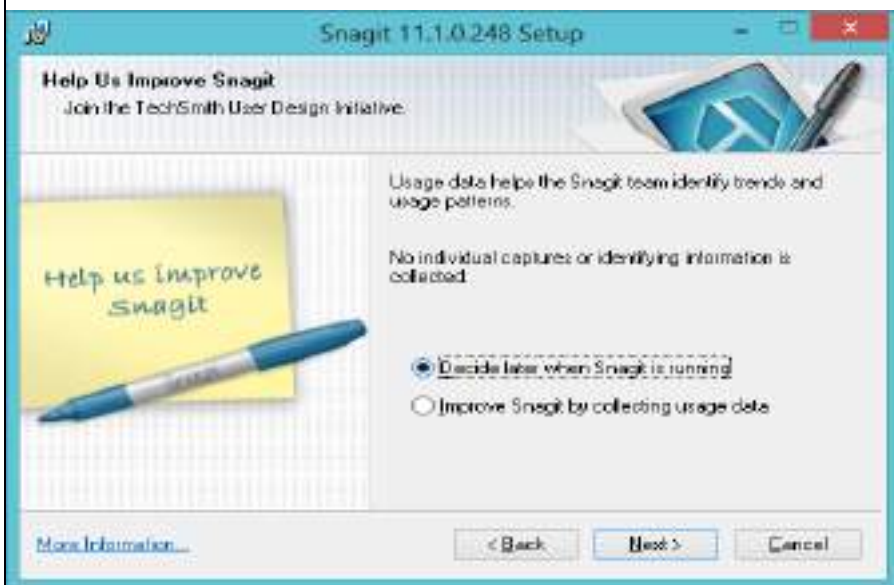 Snagit 11.1.0.248 Setup
Help Us Improve Snagit
Join the TechSmith User Design Initiative.
Usage data helps the Snagit team identify trends and
usage patterns.
No individual captures or identifying information is
collected.
Help us improve
Snagit
Decide later when Snagit is running
Improve Snagit by collecting usage data
More Information...
< Back
Next >
Cancel